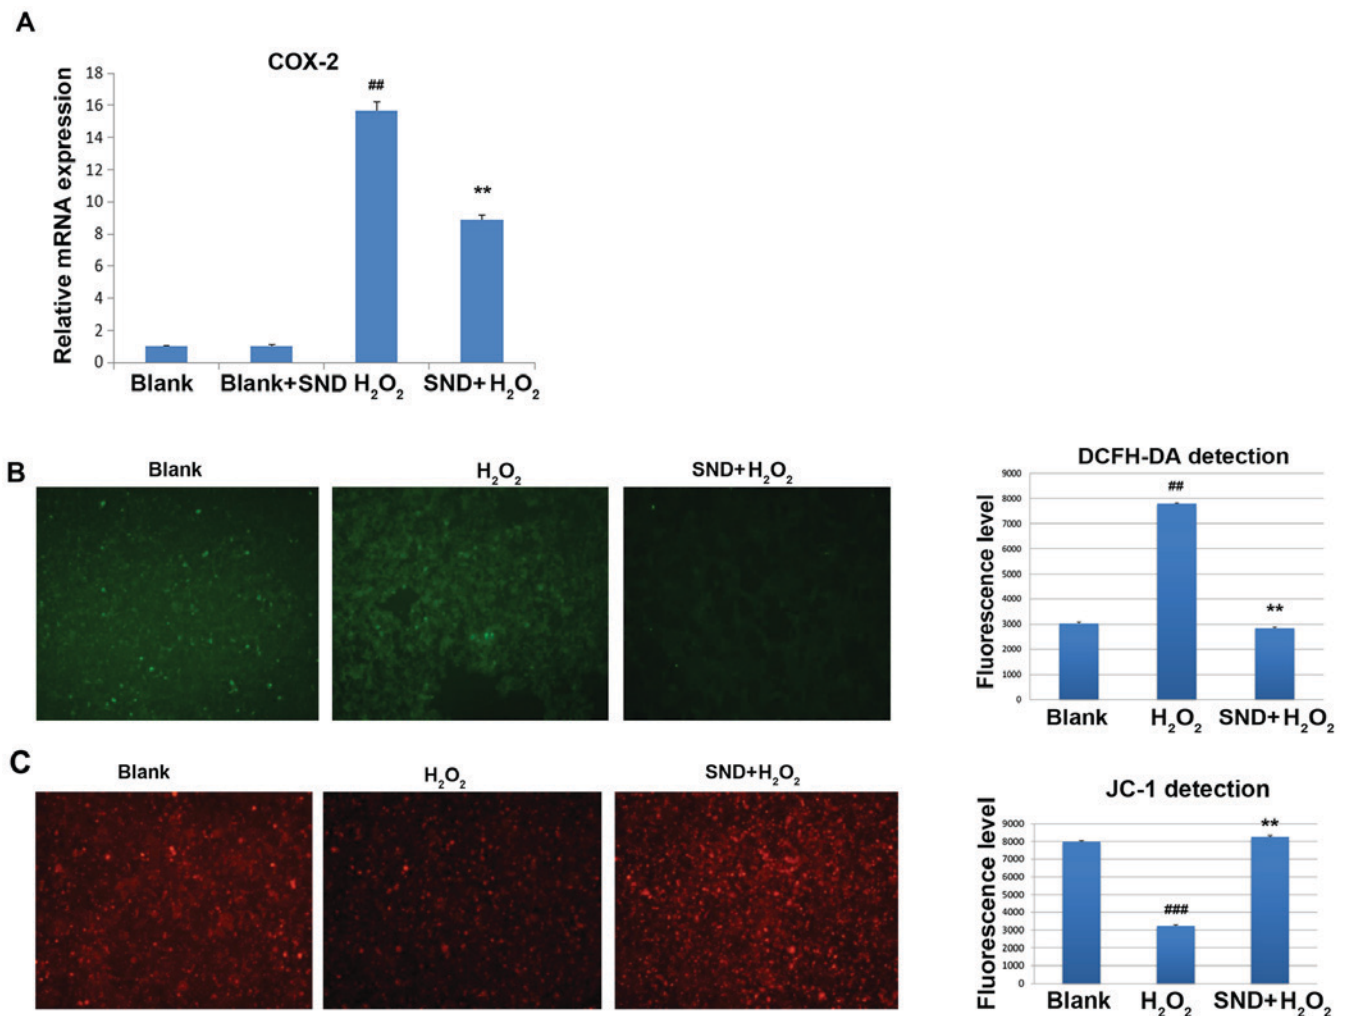 A
COX-2
Relative mRNA expression
18
16
14
12
10
8
6
4
2
0
##
**
Blank Blank+SND H₂O₂ SND+H₂O₂
B
Blank H₂O₂ SND+H₂O₂
DCFH-DA detection
Fluorescence level
9000
8000
7000
6000
5000
4000
3000
2000
1000
0
##
**
Blank H₂O₂ SND+H₂O₂
C
Blank H₂O₂ SND+H₂O₂
JC-1 detection
Fluorescence level
9000
8000
7000
6000
5000
4000
3000
2000
1000
0
###
**
Blank H₂O₂ SND+H₂O₂